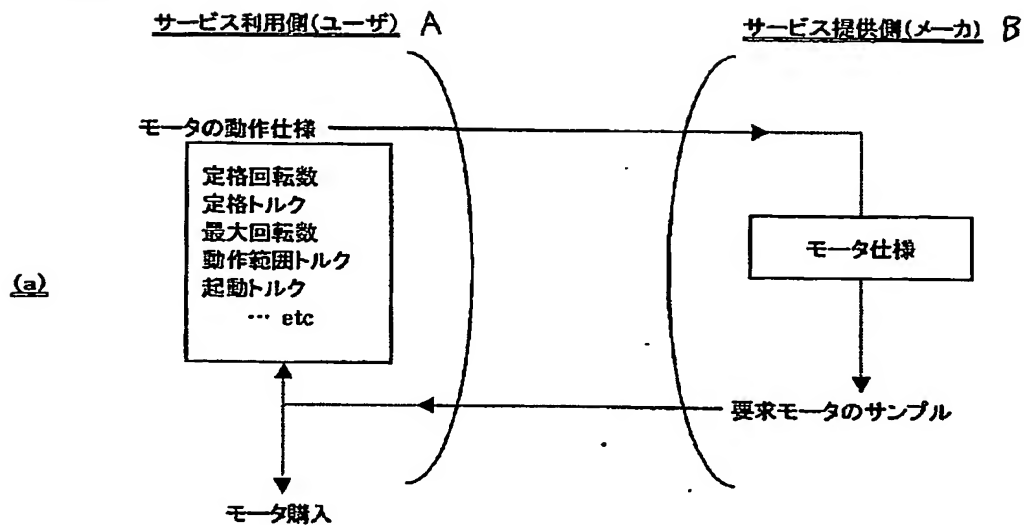 サービス利用側(ユーザ) A
サービス提供側(メーカ) B
モータの動作仕様
定格回転数
定格トルク
最大回転数
動作範囲トルク
起動トルク
… etc
モータ仕様
(a)
要求モータのサンプル
モータ購入